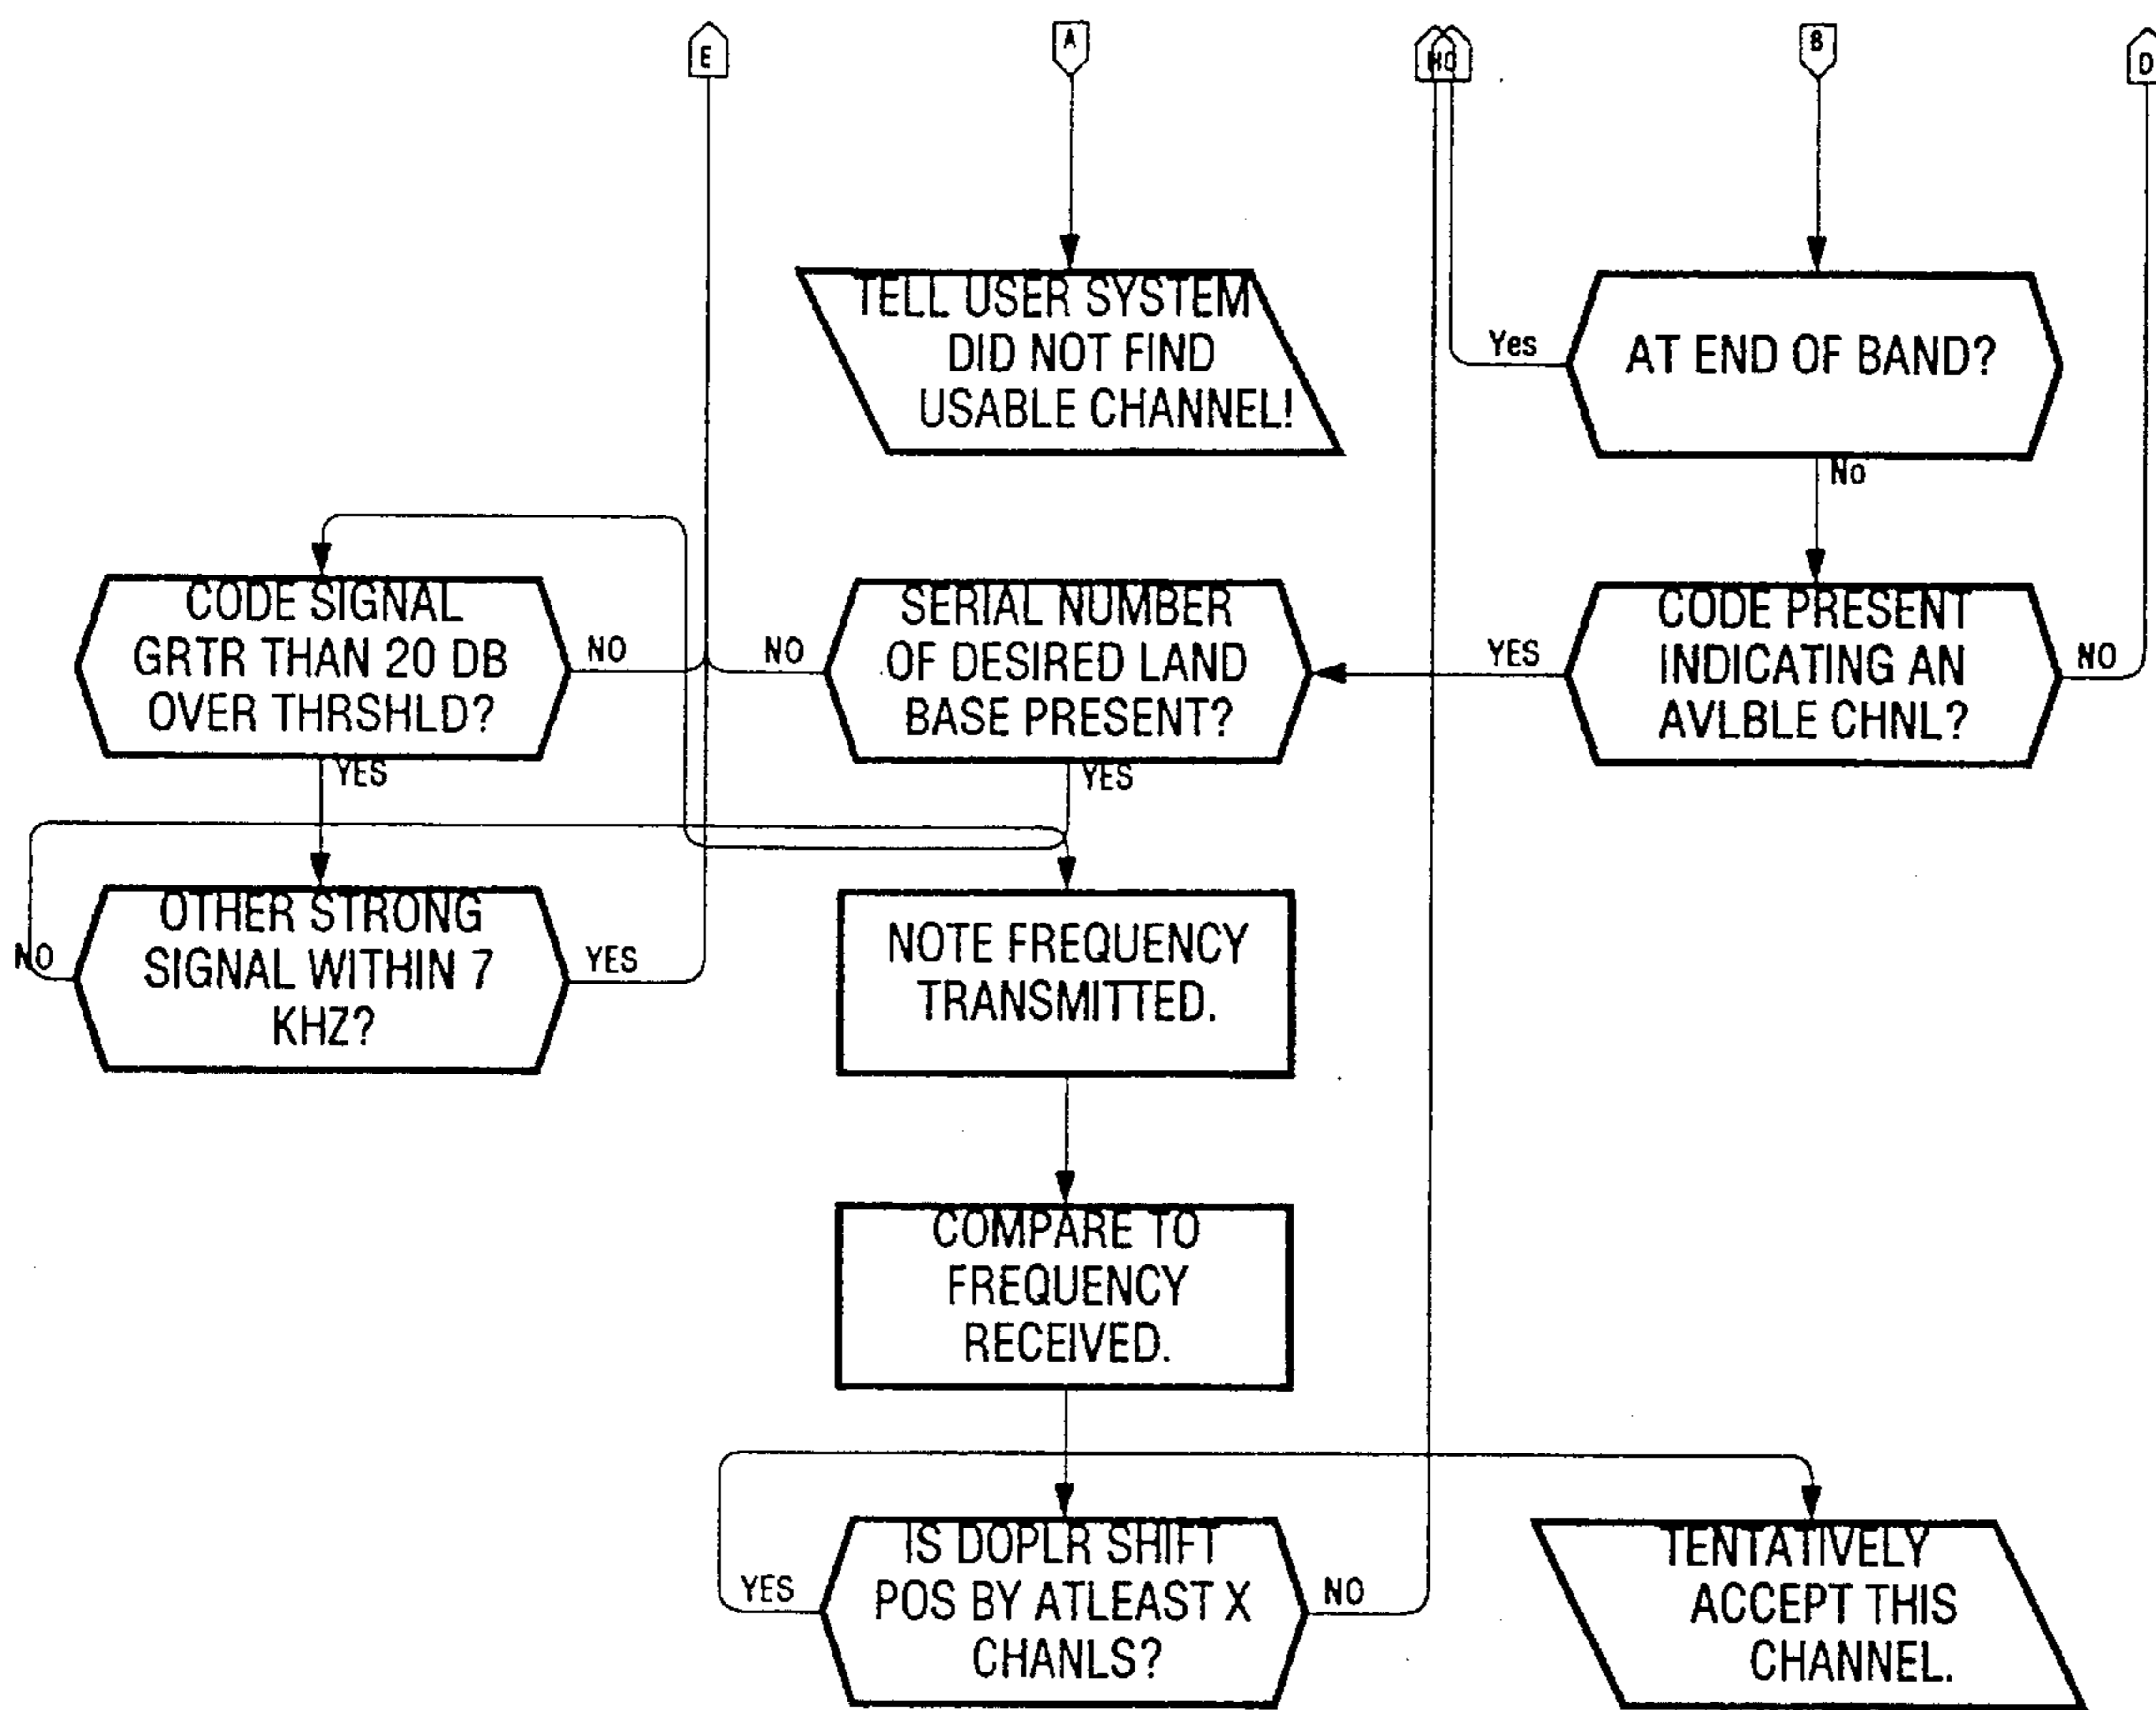 E
A
B
D
TELL USER SYSTEM
DID NOT FIND
USABLE CHANNEL!
Yes
AT END OF BAND?
No
CODE SIGNAL
GRTR THAN 20 DB
OVER THRSHLD?
NO
NO
SERIAL NUMBER
OF DESIRED LAND
BASE PRESENT?
YES
CODE PRESENT
INDICATING AN
AVLBLE CHNL?
NO
YES
YES
OTHER STRONG
SIGNAL WITHIN 7
KHZ?
NO
YES
NOTE FREQUENCY
TRANSMITTED.
COMPARE TO
FREQUENCY
RECEIVED.
YES
IS DOPLR SHIFT
POS BY ATLEAST X
CHANLS?
NO
TENTATIVELY
ACCEPT THIS
CHANNEL.